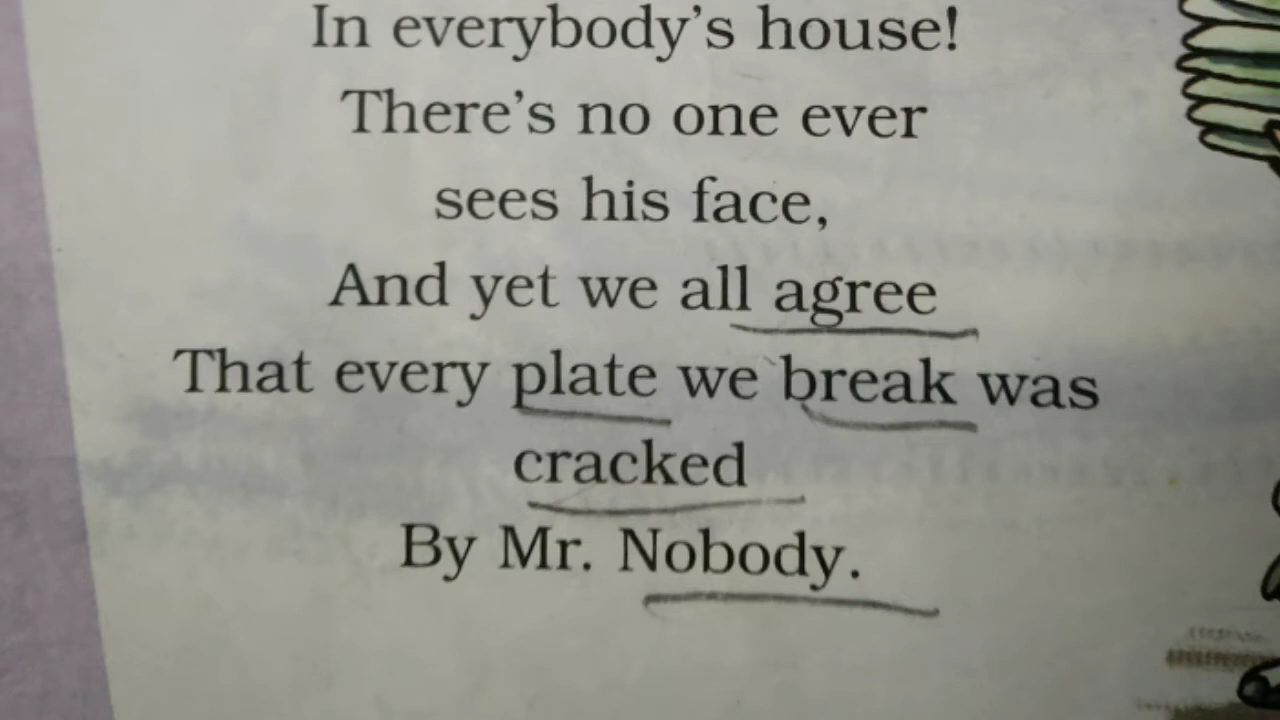 In everybody's house!
There's no one ever
sees his face,
And yet we all agree
That every plate we break was
cracked
By Mr. Nobody.